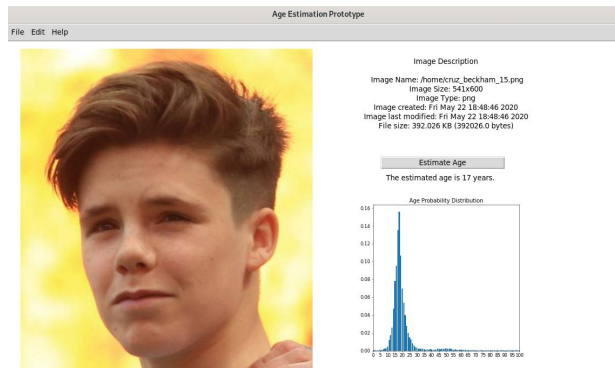 Age Estimation Prototype
File Edit Help
Image Description
Image Name: /home/cruz_beckham_15.png
Image Size: 541x600
Image Type: png
Image created: Fri May 22 18:48:46 2020
Image last modified: Fri May 22 18:48:46 2020
File size: 392.026 KB (392026.0 bytes)
Estimate Age
The estimated age is 17 years.
Age Probability Distribution
0.16
0.14
0.12
0.10
0.08
0.06
0.04
0.02
0.00
0 5 10 15 20 25 30 35 40 45 50 55 60 65 70 75 80 85 90 95 100